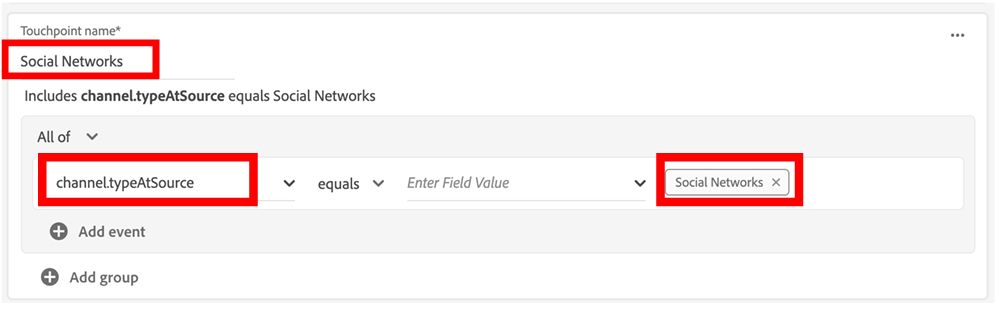 Touchpoint name*
...
Social Networks
Includes channel.typeAtSource equals Social Networks
All of
channel.typeAtSource equals Enter Field Value Social Networks ×
Add event
Add group